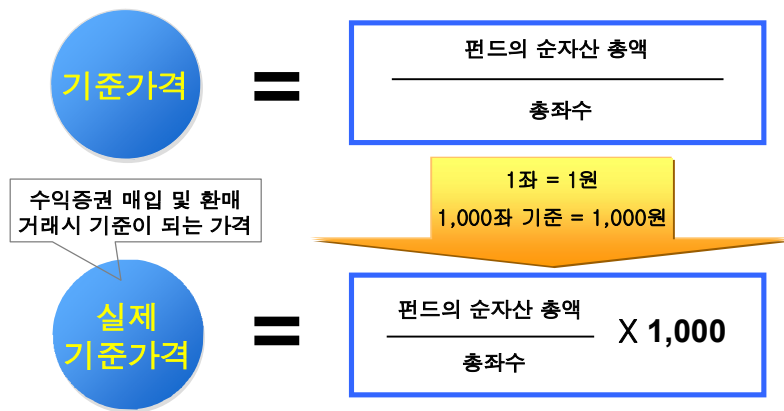 기준가격
=
펀드의 순자산 총액
총좌수
1좌 = 1원
1,000좌 기준 = 1,000원
수익증권 매입 및 환매
거래시 기준이 되는 가격
실제
기준가격
=
펀드의 순자산 총액
총좌수
X 1,000